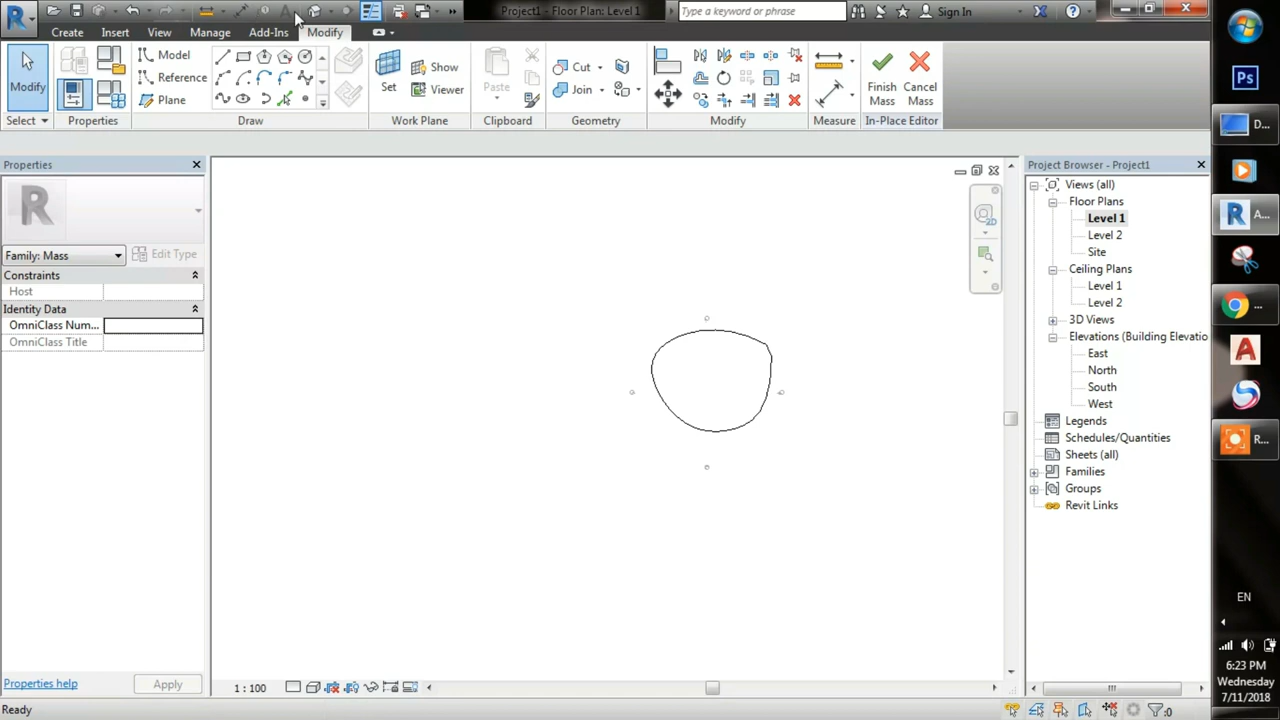 Project1 - Floor Plan: Level 1
Type a keyword or phrase
Sign In
Create
Insert
View
Manage
Add-Ins
Modify
Modify
Select
Properties
Model
Reference
Plane
Draw
Set
Show
Viewer
Work Plane
Paste
Clipboard
Cut
Join
Geometry
Modify
Measure
Finish Mass
Cancel Mass
In-Place Editor
Properties
Family: Mass
Edit Type
Constraints
Host
Identity Data
OmniClass Num...
OmniClass Title
Properties help
Apply
1 : 100
2D
Project Browser - Project1
Views (all)
Floor Plans
Level 1
Level 2
Site
Ceiling Plans
Level 1
Level 2
3D Views
Elevations (Building Elevatio
East
North
South
West
Legends
Schedules/Quantities
Sheets (all)
Families
Groups
Revit Links
Ready
:0
Ps
D...
A...
...
R...
EN
6:23 PM
Wednesday
7/11/2018